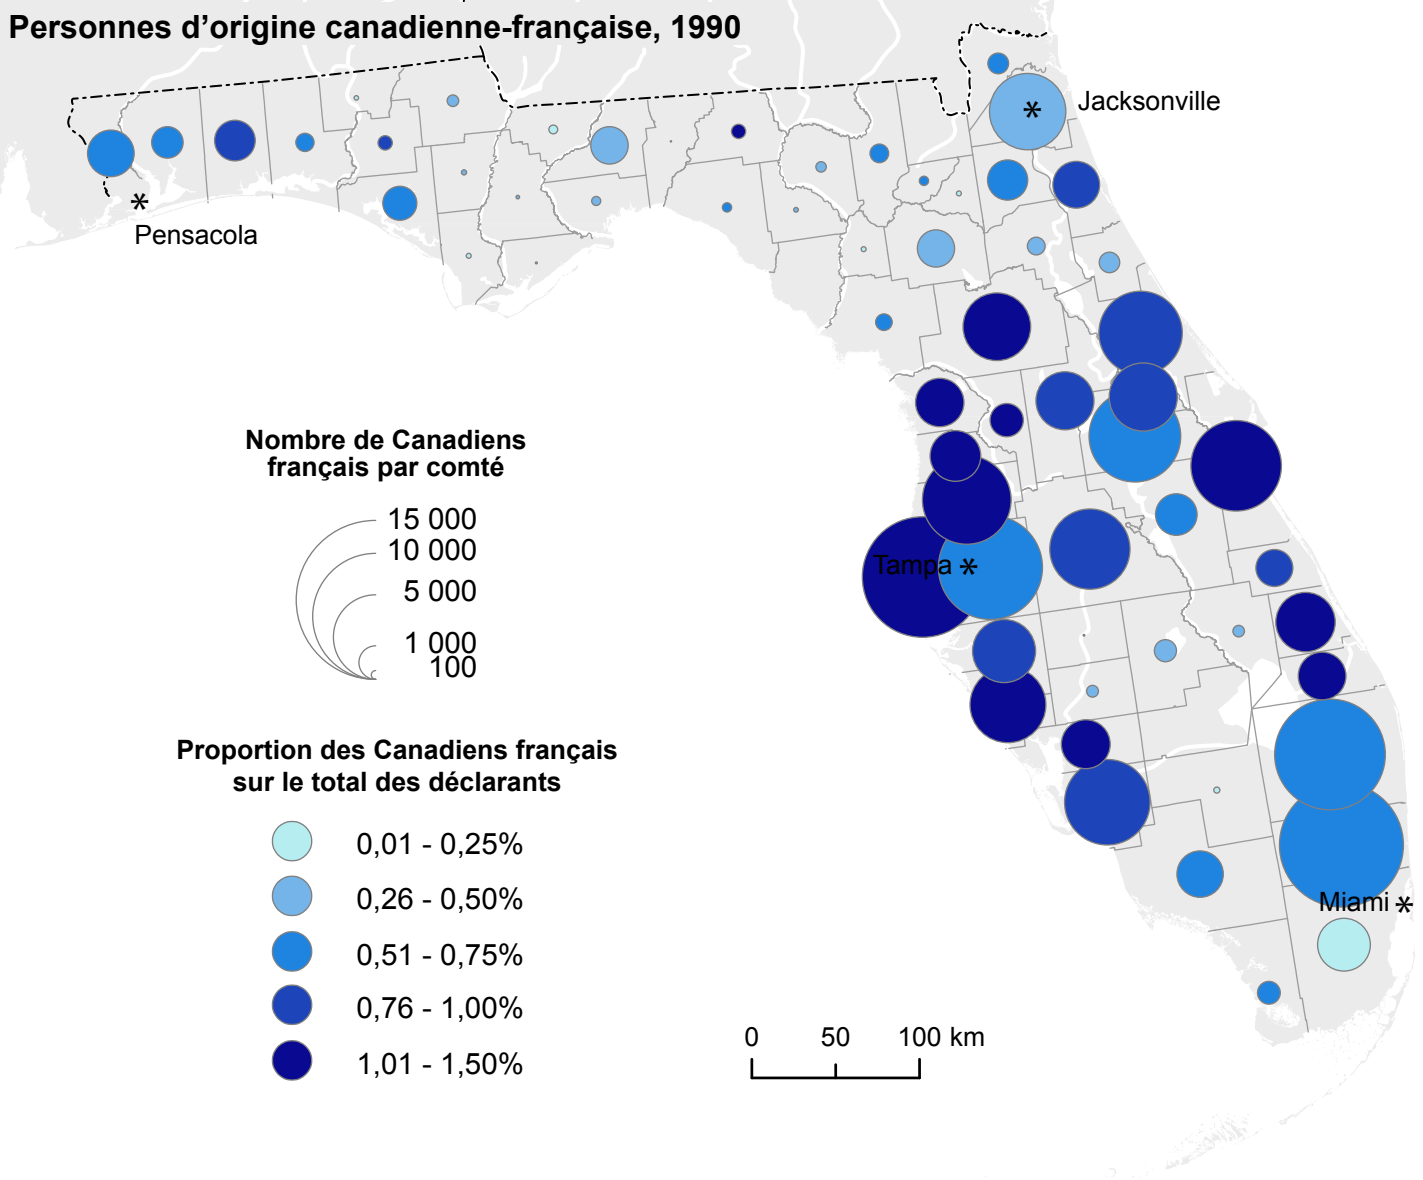 Personnes d’origine canadienne-française, 1990
Jacksonville
Pensacola
Nombre de Canadiens
français par comté
15 000
10 000
5 000
1 000
100
Tampa
Proportion des Canadiens français
sur le total des déclarants
0,01 - 0,25%
0,26 - 0,50%
0,51 - 0,75%
0,76 - 1,00%
1,01 - 1,50%
Miami
0 50 100 km